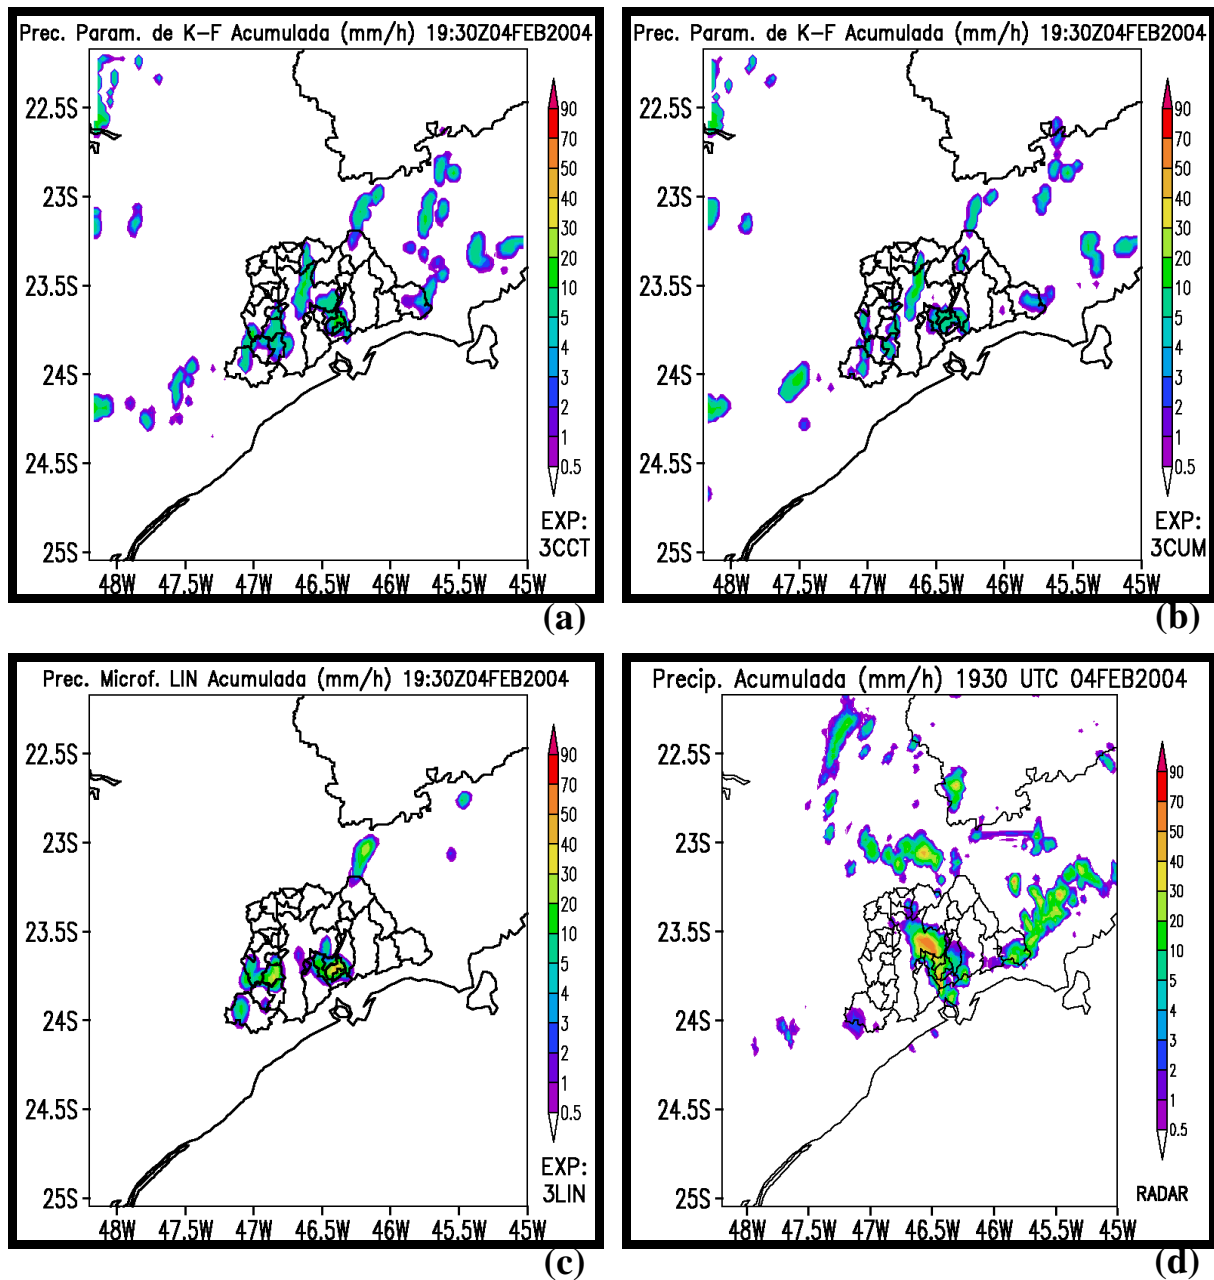 Prec. Param. de K-F Acumulada (mm/h) 19:30Z04FEB2004
22.5S
23S
23.5S
24S
24.5S
25S
48W 47.5W 47W 46.5W 46W 45.5W 45W
90
70
50
40
30
20
10
5
4
3
2
1
0.5
EXP:
3CCT
(a)
Prec. Param. de K-F Acumulada (mm/h) 19:30Z04FEB2004
22.5S
23S
23.5S
24S
24.5S
25S
48W 47.5W 47W 46.5W 46W 45.5W 45W
90
70
50
40
30
20
10
5
4
3
2
1
0.5
EXP:
3CUM
(b)
Prec. Microf. LIN Acumulada (mm/h) 19:30Z04FEB2004
22.5S
23S
23.5S
24S
24.5S
25S
48W 47.5W 47W 46.5W 46W 45.5W 45W
90
70
50
40
30
20
10
5
4
3
2
1
0.5
EXP:
3LIN
(c)
Precip. Acumulada (mm/h) 1930 UTC 04FEB2004
22.5S
23S
23.5S
24S
24.5S
25S
48W 47.5W 47W 46.5W 46W 45.5W 45W
90
70
50
40
30
20
10
5
4
3
2
1
0.5
RADAR
(d)